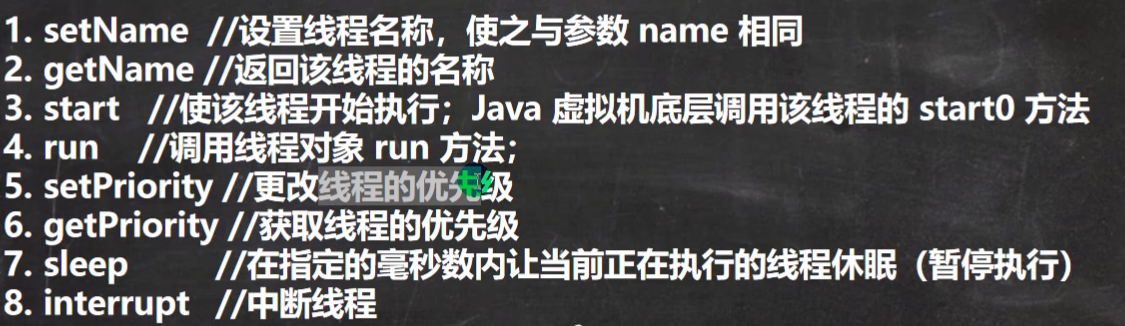 1. setName //设置线程名称，使之与参数 name 相同
2. getName //返回该线程的名称
3. start //使该线程开始执行；Java 虚拟机底层调用该线程的 start0 方法
4. run //调用线程对象 run 方法；
5. setPriority //更改线程的优先级
6. getPriority //获取线程的优先级
7. sleep //在指定的毫秒数内让当前正在执行的线程休眠（暂停执行）
8. interrupt //中断线程